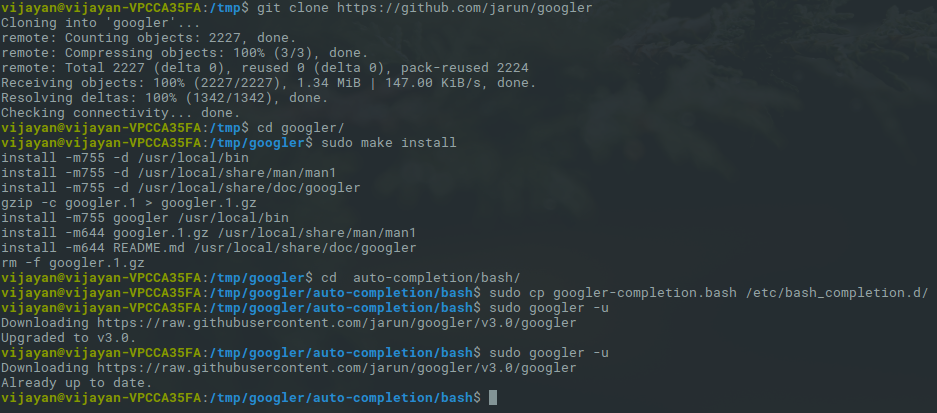 vijayan@vijayan-VPCCA35FA:/tmp$ git clone https://github.com/jarun/googler
Cloning into 'googler'...
remote: Counting objects: 2227, done.
remote: Compressing objects: 100% (3/3), done.
remote: Total 2227 (delta 0), reused 0 (delta 0), pack-reused 2224
Receiving objects: 100% (2227/2227), 1.34 MiB | 147.00 KiB/s, done.
Resolving deltas: 100% (1342/1342), done.
Checking connectivity... done.
vijayan@vijayan-VPCCA35FA:/tmp$ cd googler/
vijayan@vijayan-VPCCA35FA:/tmp/googler$ sudo make install
install -m755 -d /usr/local/bin
install -m755 -d /usr/local/share/man/man1
install -m755 -d /usr/local/share/doc/googler
gzip -c googler.1 > googler.1.gz
install -m755 googler /usr/local/bin
install -m644 googler.1.gz /usr/local/share/man/man1
install -m644 README.md /usr/local/share/doc/googler
rm -f googler.1.gz
vijayan@vijayan-VPCCA35FA:/tmp/googler$ cd  auto-completion/bash/
vijayan@vijayan-VPCCA35FA:/tmp/googler/auto-completion/bash$ sudo cp googler-completion.bash /etc/bash_completion.d/
vijayan@vijayan-VPCCA35FA:/tmp/googler/auto-completion/bash$ sudo googler -u
Downloading https://raw.githubusercontent.com/jarun/googler/v3.0/googler
Upgraded to v3.0.
vijayan@vijayan-VPCCA35FA:/tmp/googler/auto-completion/bash$ sudo googler -u
Downloading https://raw.githubusercontent.com/jarun/googler/v3.0/googler
Already up to date.
vijayan@vijayan-VPCCA35FA:/tmp/googler/auto-completion/bash$